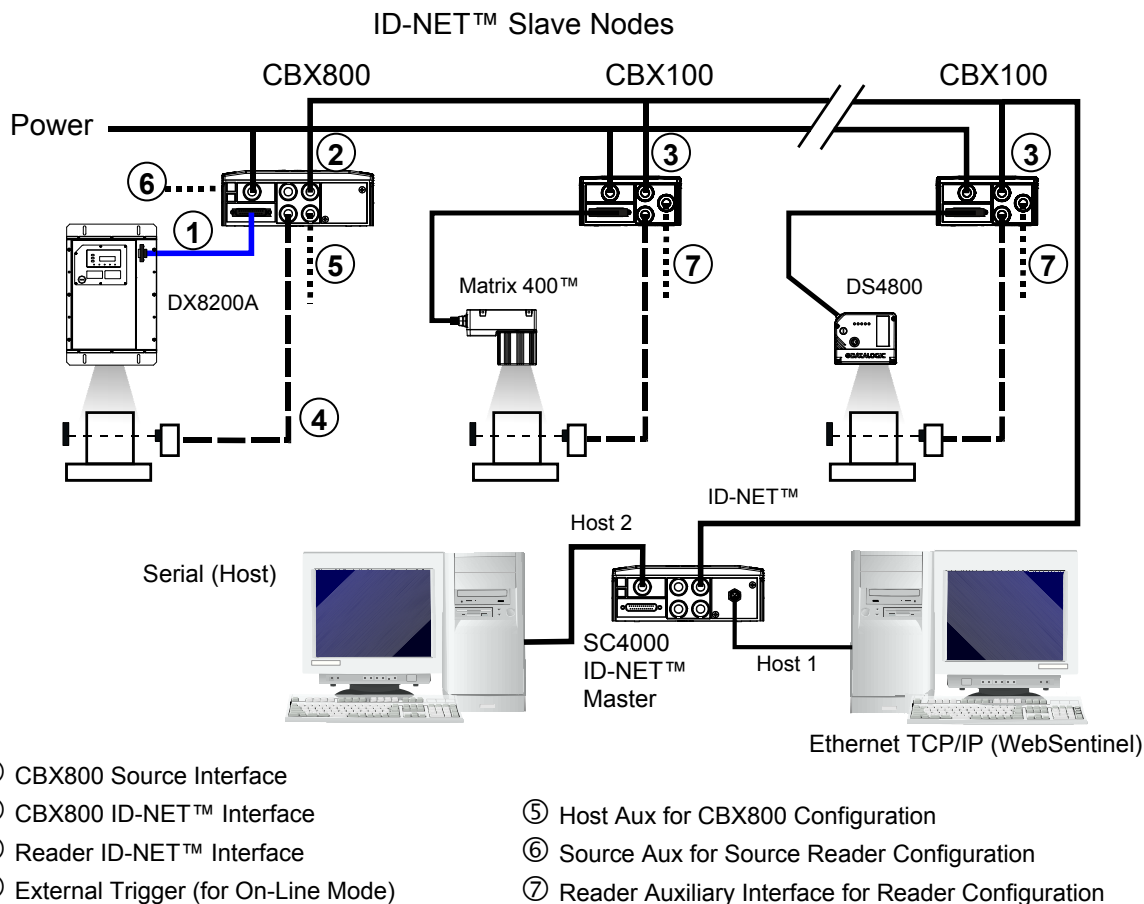 ID-NET™ Slave Nodes
CBX800
CBX100
CBX100
Power
2
3
3
6
1
5
7
7
DX8200A
Matrix 400™
DS4800
DATALOGIC
4
ID-NET™
Host 2
Serial (Host)
SC4000
ID-NET™
Master
Host 1
Ethernet TCP/IP (WebSentinel)
CBX800 Source Interface
CBX800 ID-NET™ Interface
Reader ID-NET™ Interface
External Trigger (for On-Line Mode)
⑤ Host Aux for CBX800 Configuration
⑥ Source Aux for Source Reader Configuration
⑦ Reader Auxiliary Interface for Reader Configuration